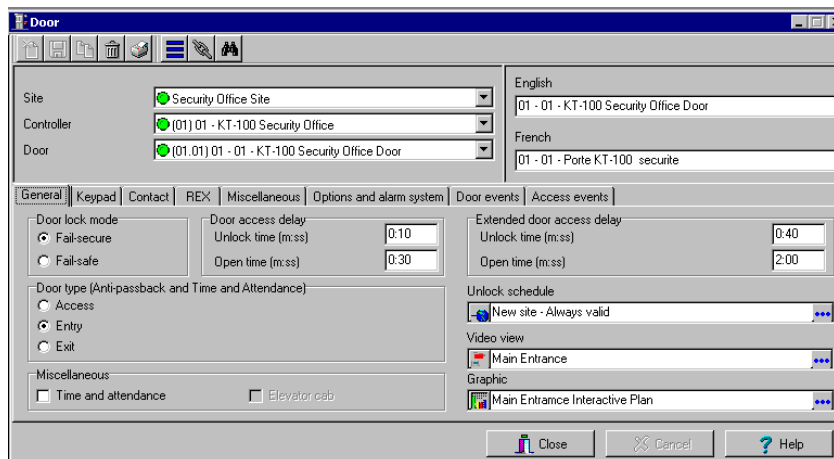 Door
English
Site
Security Office Site
01 - 01 - KT-100 Security Office Door
Controller
(01) 01 - KT-100 Security Office
French
Door
(01.01) 01 - 01 - KT-100 Security Office Door
01 - 01 - Porte KT-100 securite
General Keypad Contact REX Miscellaneous Options and alarm system Door events Access events
Door lock mode
Fail-secure
Fail-safe
Door access delay
Unlock time (m:ss) 0:10
Open time (m:ss) 0:30
Extended door access delay
Unlock time (m:ss) 0:40
Open time (m:ss) 2:00
Door type (Anti-passback and Time and Attendance)
Access
Entry
Exit
Unlock schedule
New site - Always valid
Video view
Main Entrance
Miscellaneous
Time and attendance Elevator cab
Graphic
Main Entramce Interactive Plan
Close Cancel Help